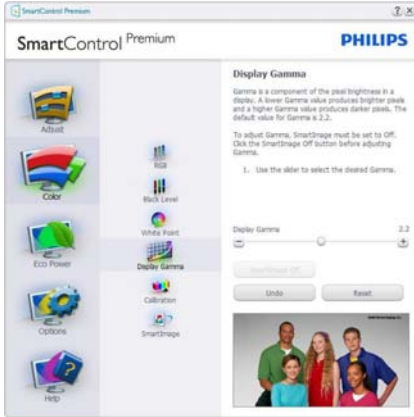 SmartControl Premium
SmartControl Premium
PHILIPS
Adjust
Color
Eco Power
Options
Help
RGB
Black Level
White Point
Display Gamma
Calibration
SmartImage
Display Gamma
Gamma is a component of the pixel brightness in a
display. A lower Gamma value produces brighter pixels
and a higher Gamma value produces darker pixels. The
default value for Gamma is 2.2.
To adjust Gamma, SmartImage must be set to Off.
Click the SmartImage Off button before adjusting
Gamma.
1. Use the slider to select the desired Gamma.
Display Gamma 2.2
SmartImage Off
Undo Reset